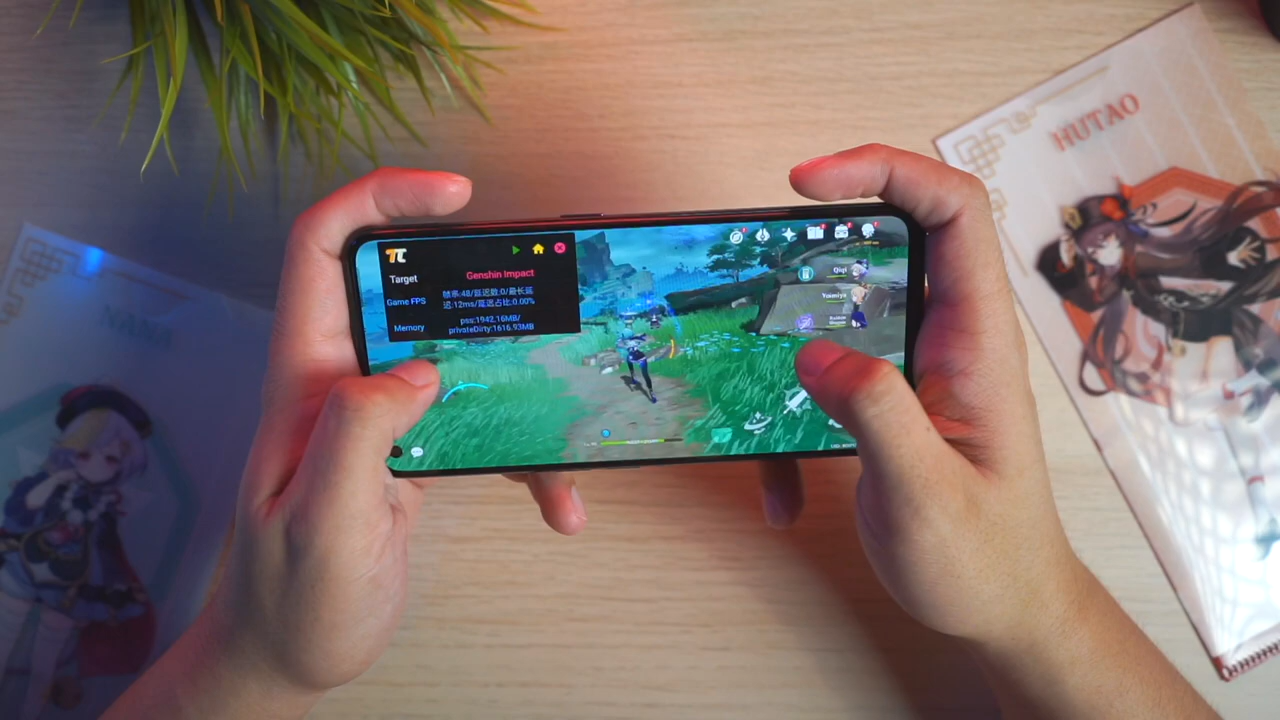 HUTAO
Target
Genshin Impact
Game FPS
帧率:48/延迟数:0/最长延
迟:12ms/延迟占比:0.00%
Memory
pss:1942.16MB/
privateDirty:1616.93MB
Qiqi
Yoimiya